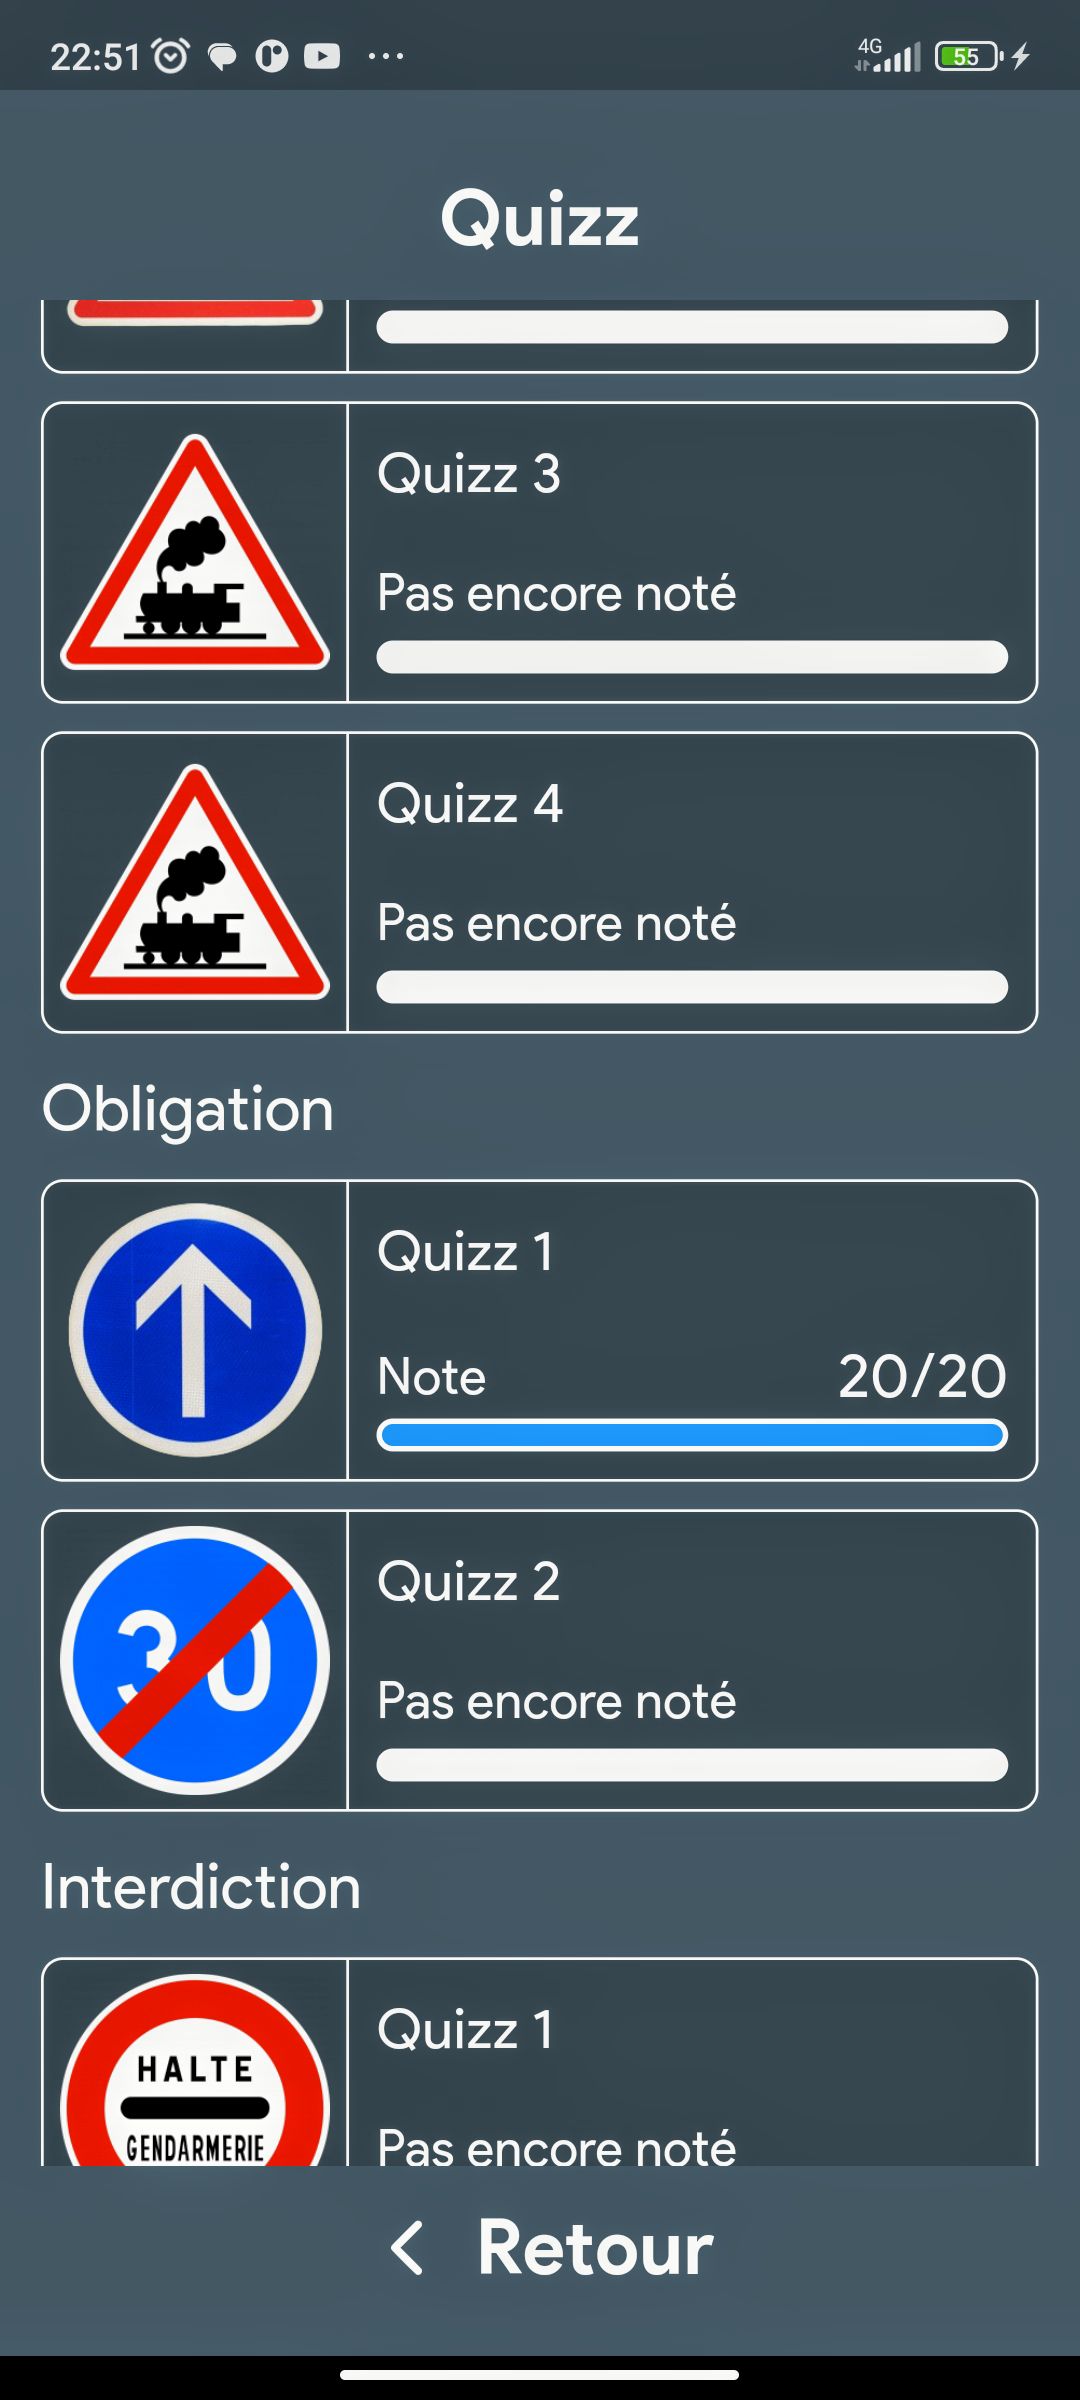 22:51
4G
55
Quizz
Quizz 3
Pas encore noté
Quizz 4
Pas encore noté
Obligation
Quizz 1
Note 20/20
30
Quizz 2
Pas encore noté
Interdiction
HALTE
GENDARMERIE
Quizz 1
Pas encore noté
Retour